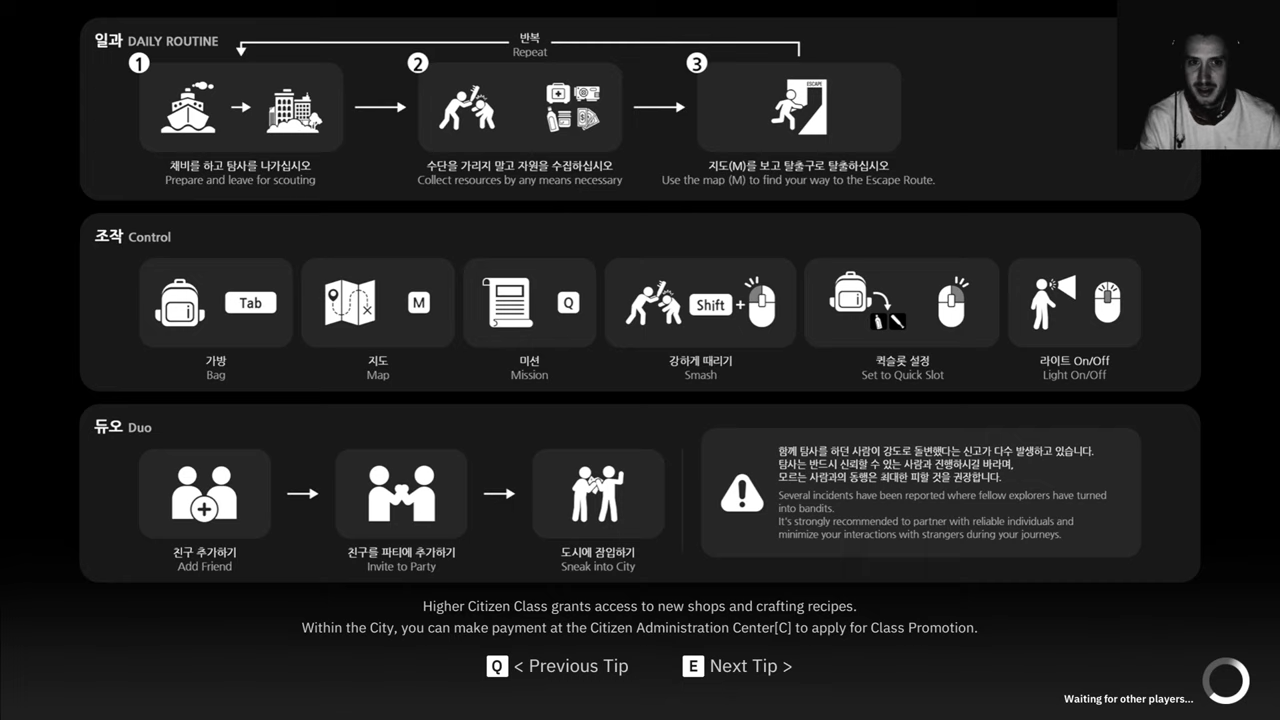 일과 DAILY ROUTINE
반복
Repeat
1
2
3
ESCAPE
채비를 하고 탐사를 나가십시오
Prepare and leave for scouting
수단을 가리지 말고 자원을 수집하십시오
Collect resources by any means necessary
지도(M)를 보고 탈출구로 탈출하십시오
Use the map (M) to find your way to the Escape Route.
조작 Control
Tab
M
Q
Shift +
가방
Bag
지도
Map
미션
Mission
강하게 때리기
Smash
퀵슬롯 설정
Set to Quick Slot
라이트 On/Off
Light On/Off
듀오 Duo
친구 추가하기
Add Friend
친구를 파티에 추가하기
Invite to Party
도시에 잠입하기
Sneak into City
함께 탐사를 하던 사람이 강도로 돌변했다는 신고가 다수 발생하고 있습니다.
탐사는 반드시 신뢰할 수 있는 사람과 진행하시길 바라며,
모르는 사람과의 동행은 최대한 피할 것을 권장합니다.
Several incidents have been reported where fellow explorers have turned
into bandits.
It's strongly recommended to partner with reliable individuals and
minimize your interactions with strangers during your journeys.
Higher Citizen Class grants access to new shops and crafting recipes.
Within the City, you can make payment at the Citizen Administration Center[C] to apply for Class Promotion.
Q < Previous Tip
E Next Tip >
Waiting for other players...